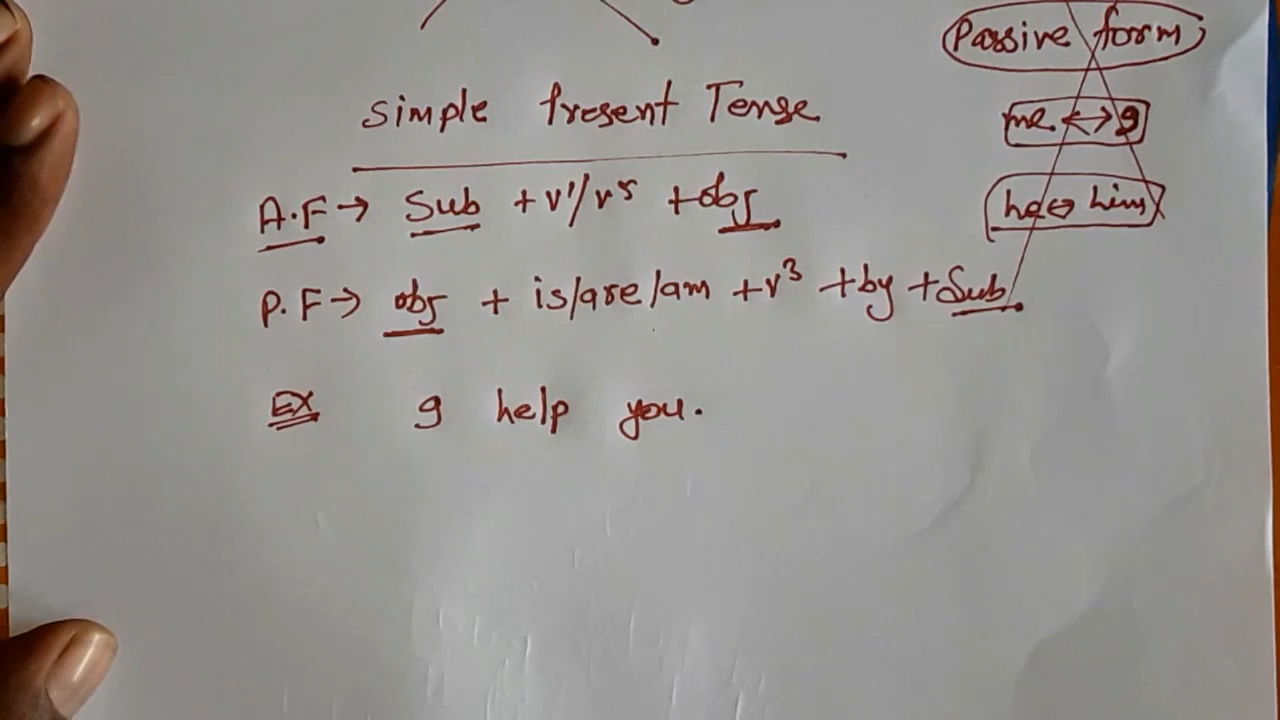 Passive form
Simple Present Tense
me ↔ I
A.F → Sub + v¹/v⁵ + obj
he ↔ him
P.F → obj + is/are/am + v³ + by + Sub
EX I help you.